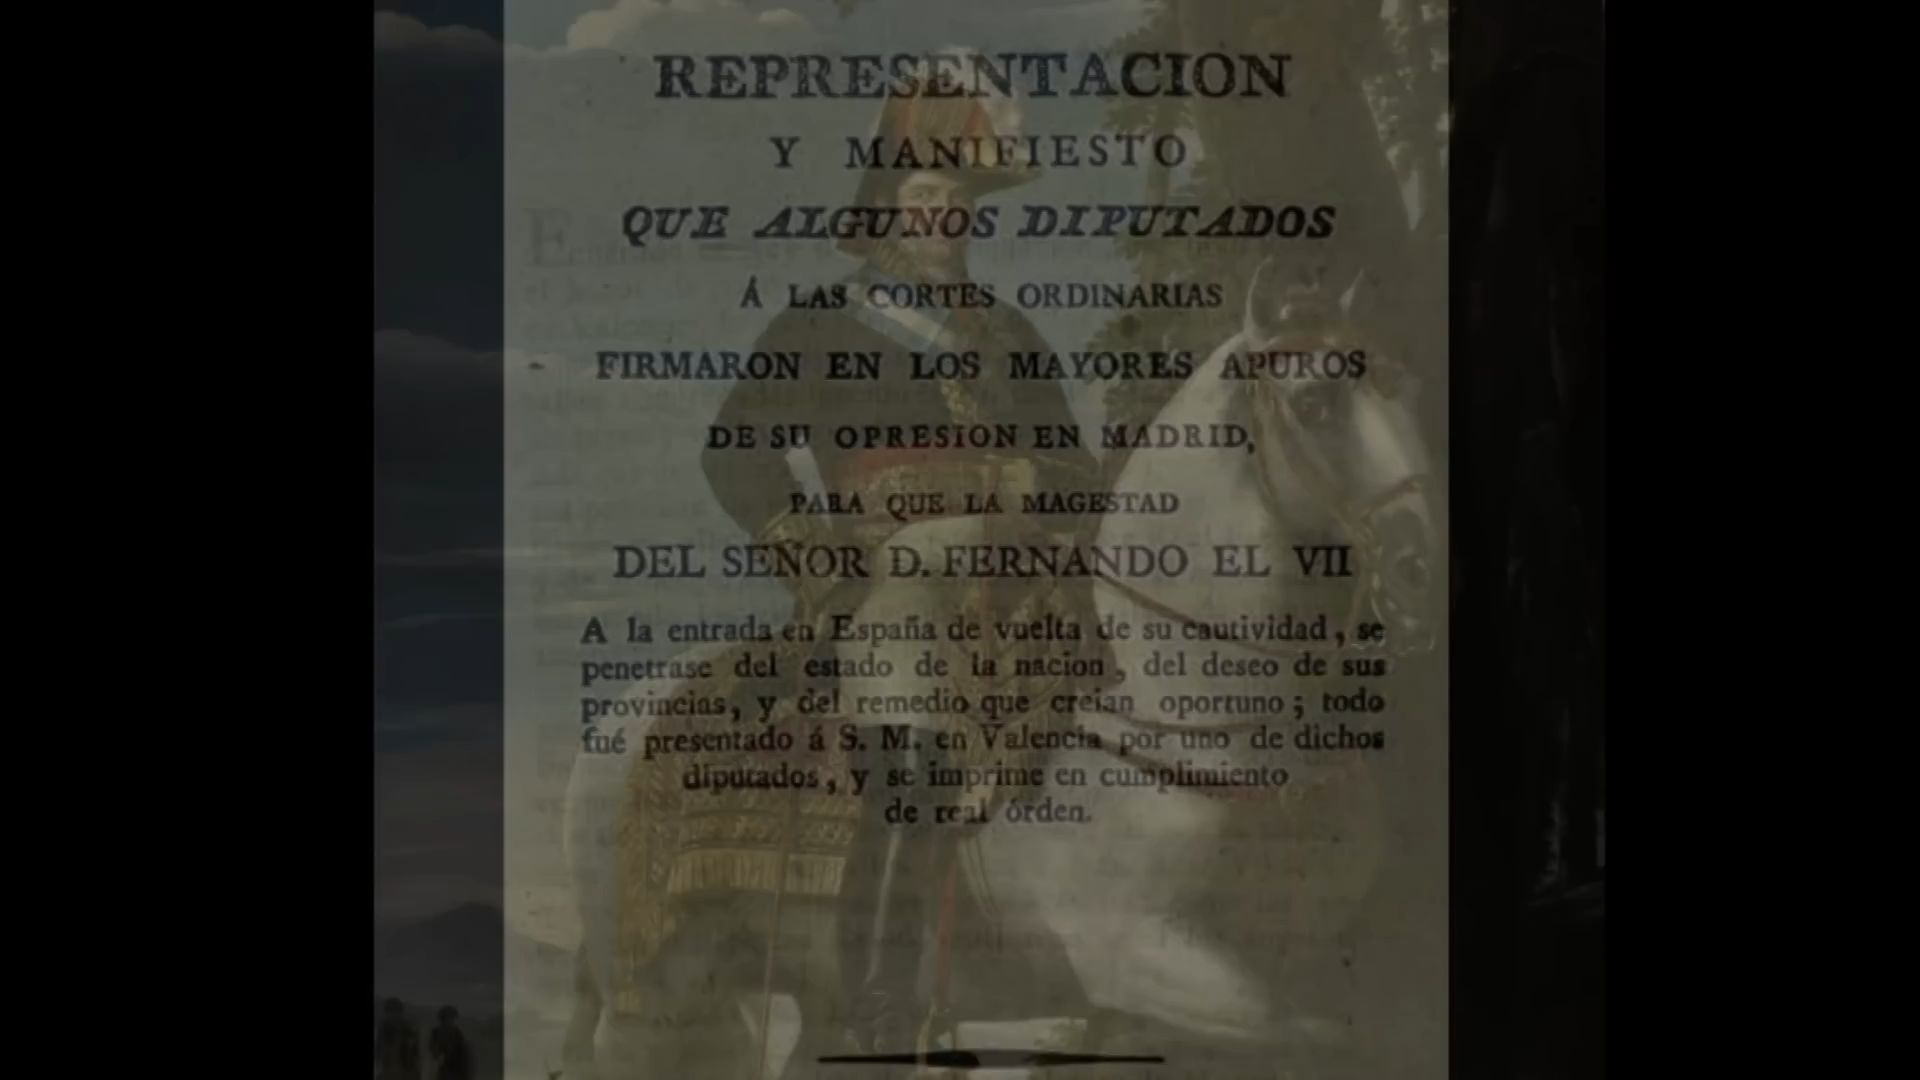 REPRESENTACION
Y MANIFIESTO
QUE ALGUNOS DIPUTADOS
Á LAS CORTES ORDINARIAS
FIRMARON EN LOS MAYORES APUROS
DE SU OPRESION EN MADRID,
PARA QUE LA MAGESTAD
DEL SEÑOR D. FERNANDO EL VII
A la entrada en España de vuelta de su cautividad, se
penetrase del estado de la nacion, del deseo de sus
provincias, y del remedio que creian oportuno; todo
fué presentado á S. M. en Valencia por uno de dichos
diputados, y se imprime en cumplimiento
de real órden.